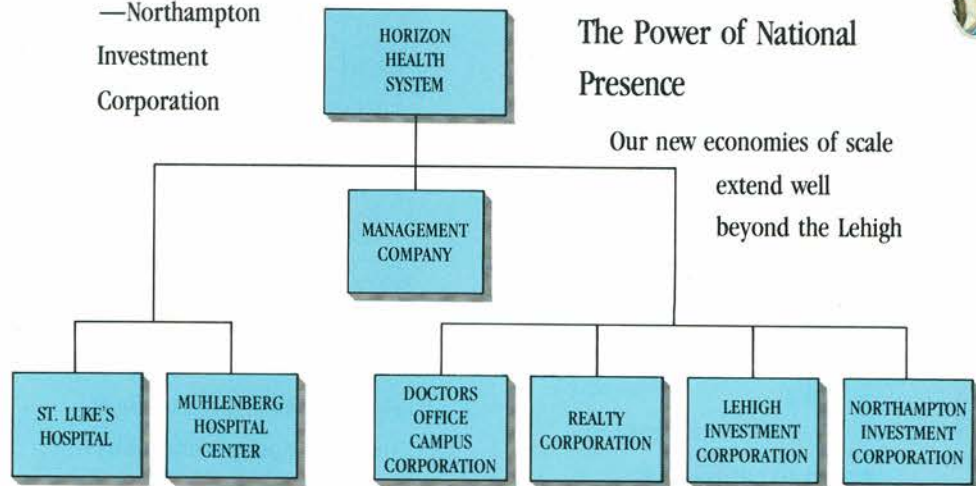 —Northampton
Investment
Corporation
HORIZON
HEALTH
SYSTEM
The Power of National
Presence
Our new economies of scale
extend well
beyond the Lehigh
MANAGEMENT
COMPANY
ST. LUKE'S
HOSPITAL
MUHLENBERG
HOSPITAL
CENTER
DOCTORS
OFFICE
CAMPUS
CORPORATION
REALTY
CORPORATION
LEHIGH
INVESTMENT
CORPORATION
NORTHAMPTON
INVESTMENT
CORPORATION